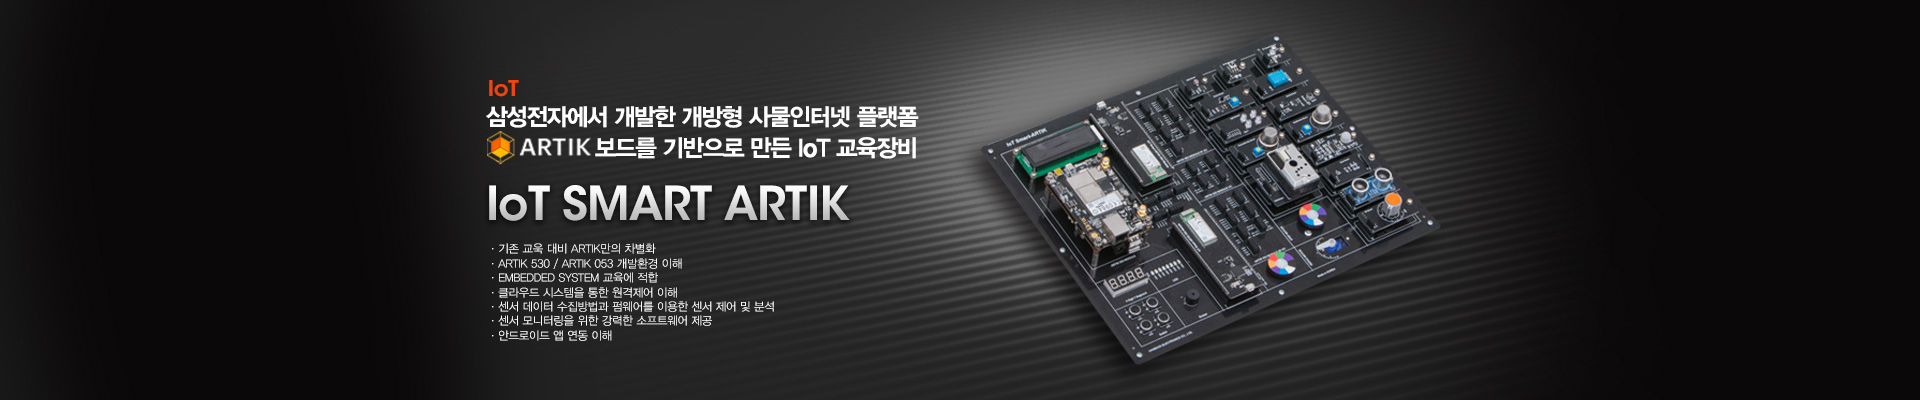 IoT
삼성전자에서 개발한 개방형 사물인터넷 플랫폼
ARTIK 보드를 기반으로 만든 IoT 교육장비
IoT SMART ARTIK
· 기존 교육 대비 ARTIK만의 차별화
· ARTIK 530 / ARTIK 053 개발환경 이해
· EMBEDDED SYSTEM 교육에 적합
· 클라우드 시스템을 통한 원격제어 이해
· 센서 데이터 수집방법과 펌웨어를 이용한 센서 제어 및 분석
· 센서 모니터링을 위한 강력한 소프트웨어 제공
· 안드로이드 앱 연동 이해
IoT Smart ARTIK